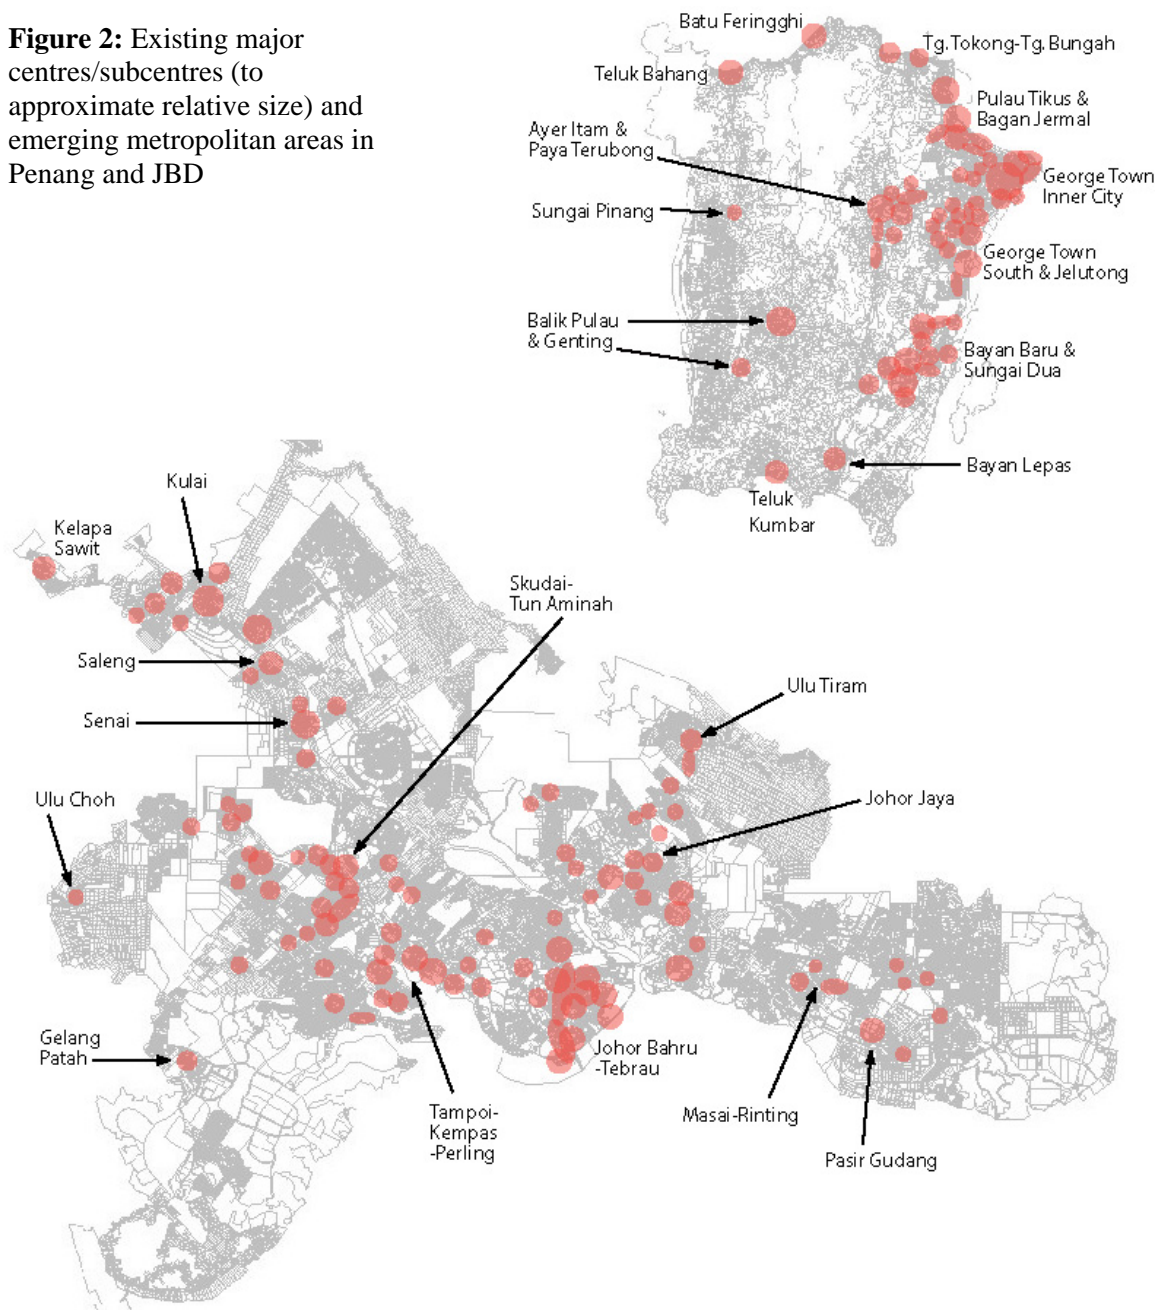 Figure 2: Existing major
centres/subcentres (to
approximate relative size) and
emerging metropolitan areas in
Penang and JBD
Batu Feringghi
Tg.Tokong-Tg.Bungah
Teluk Bahang
Pulau Tikus &
Bagan Jermal
Ayer Itam &
Paya Terubong
George Town
Inner City
Sungai Pinang
George Town
South & Jelutong
Balik Pulau
& Genting
Bayan Baru &
Sungai Dua
Bayan Lepas
Teluk
Kumbar
Kulai
Kelapa
Sawit
Skudai-
Tun Aminah
Saleng
Ulu Tiram
Senai
Ulu Choh
Johor Jaya
Gelang
Patah
Johor Bahru
-Tebrau
Tampoi-
Kempas
-Perling
Masai-Rinting
Pasir Gudang